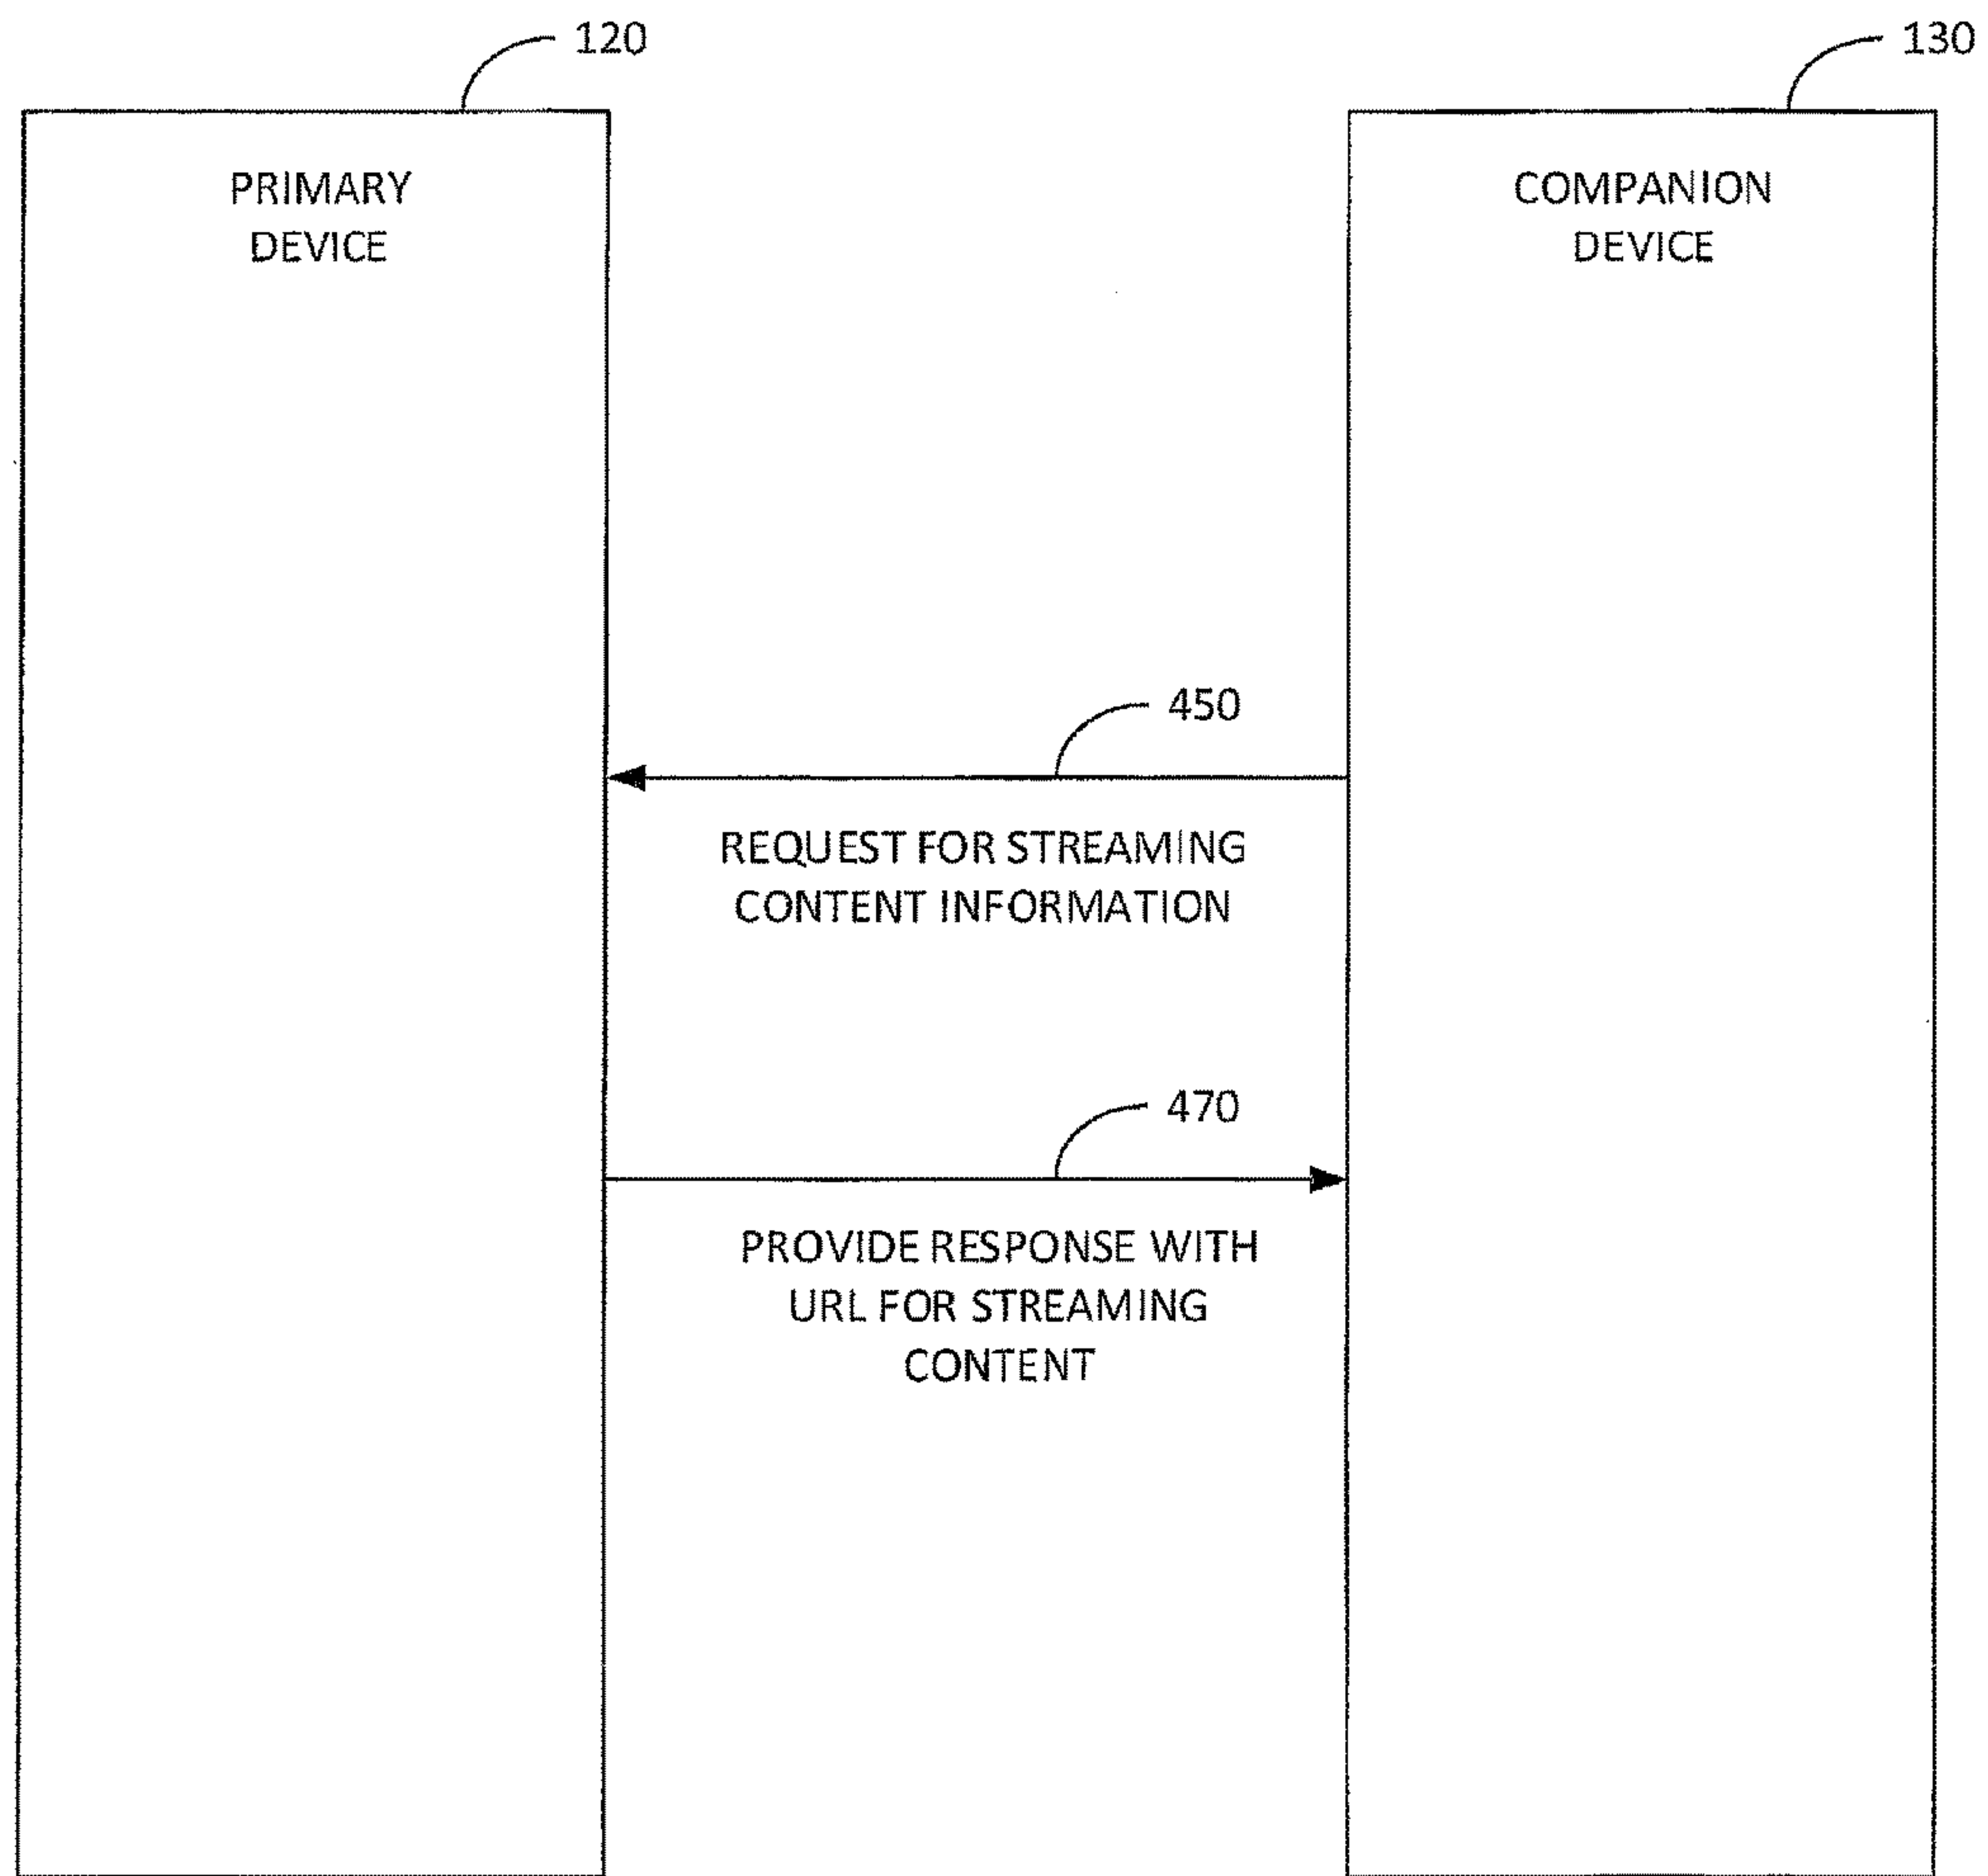 120
130
PRIMARY
DEVICE
COMPANION
DEVICE
450
REQUEST FOR STREAMING
CONTENT INFORMATION
470
PROVIDE RESPONSE WITH
URL FOR STREAMING
CONTENT